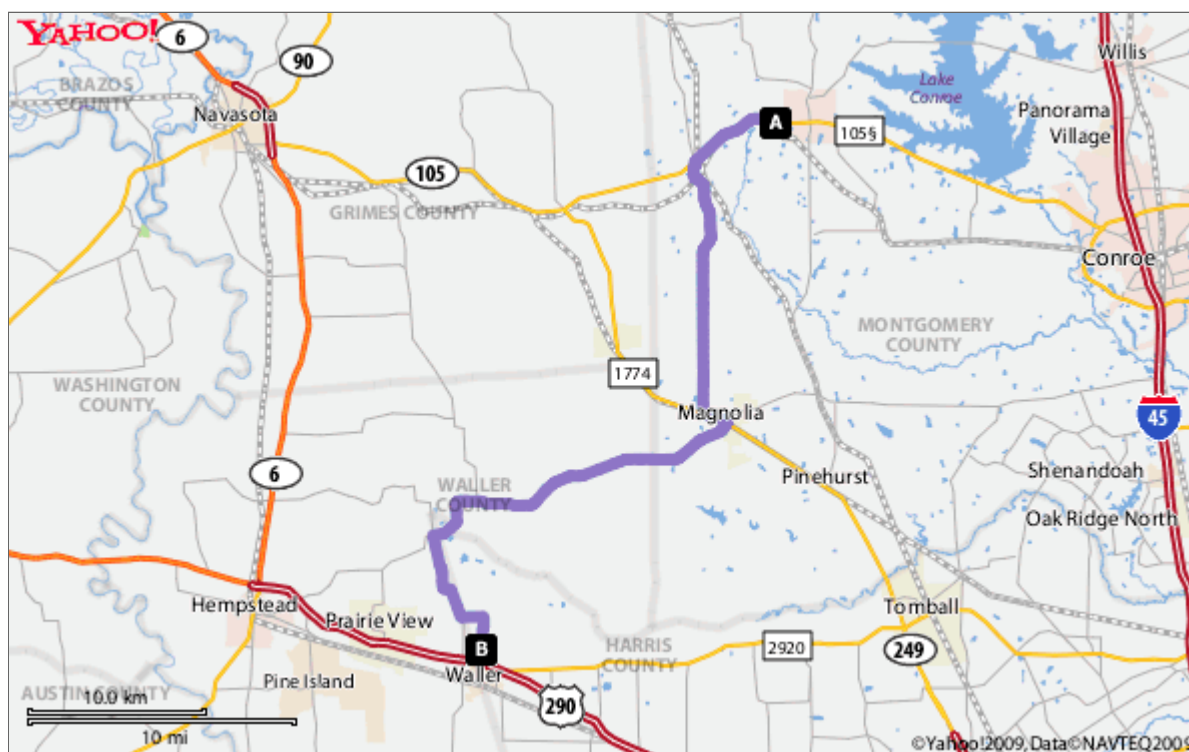 YAHOO!
6
90
BRAZOS
COUNTY
Navasota
Lake
Conroe
Willis
Panorama
Village
A
105§
105
GRIMES COUNTY
Conroe
MONTGOMERY
COUNTY
WASHINGTON
COUNTY
1774
Magnolia
45
6
WALLER
COUNTY
Pinehurst
Shenandoah
Oak Ridge North
Hempstead
Prairie View
Tomball
B
HARRIS
COUNTY
2920
249
Waller
AUSTIN COUNTY
Pine Island
290
10.0 km
10 mi
©Yahoo!2009, Data©NAVTEQ2009